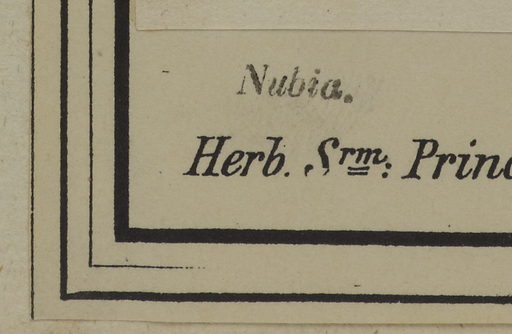 Nubia.
Herb. Srm: Princ